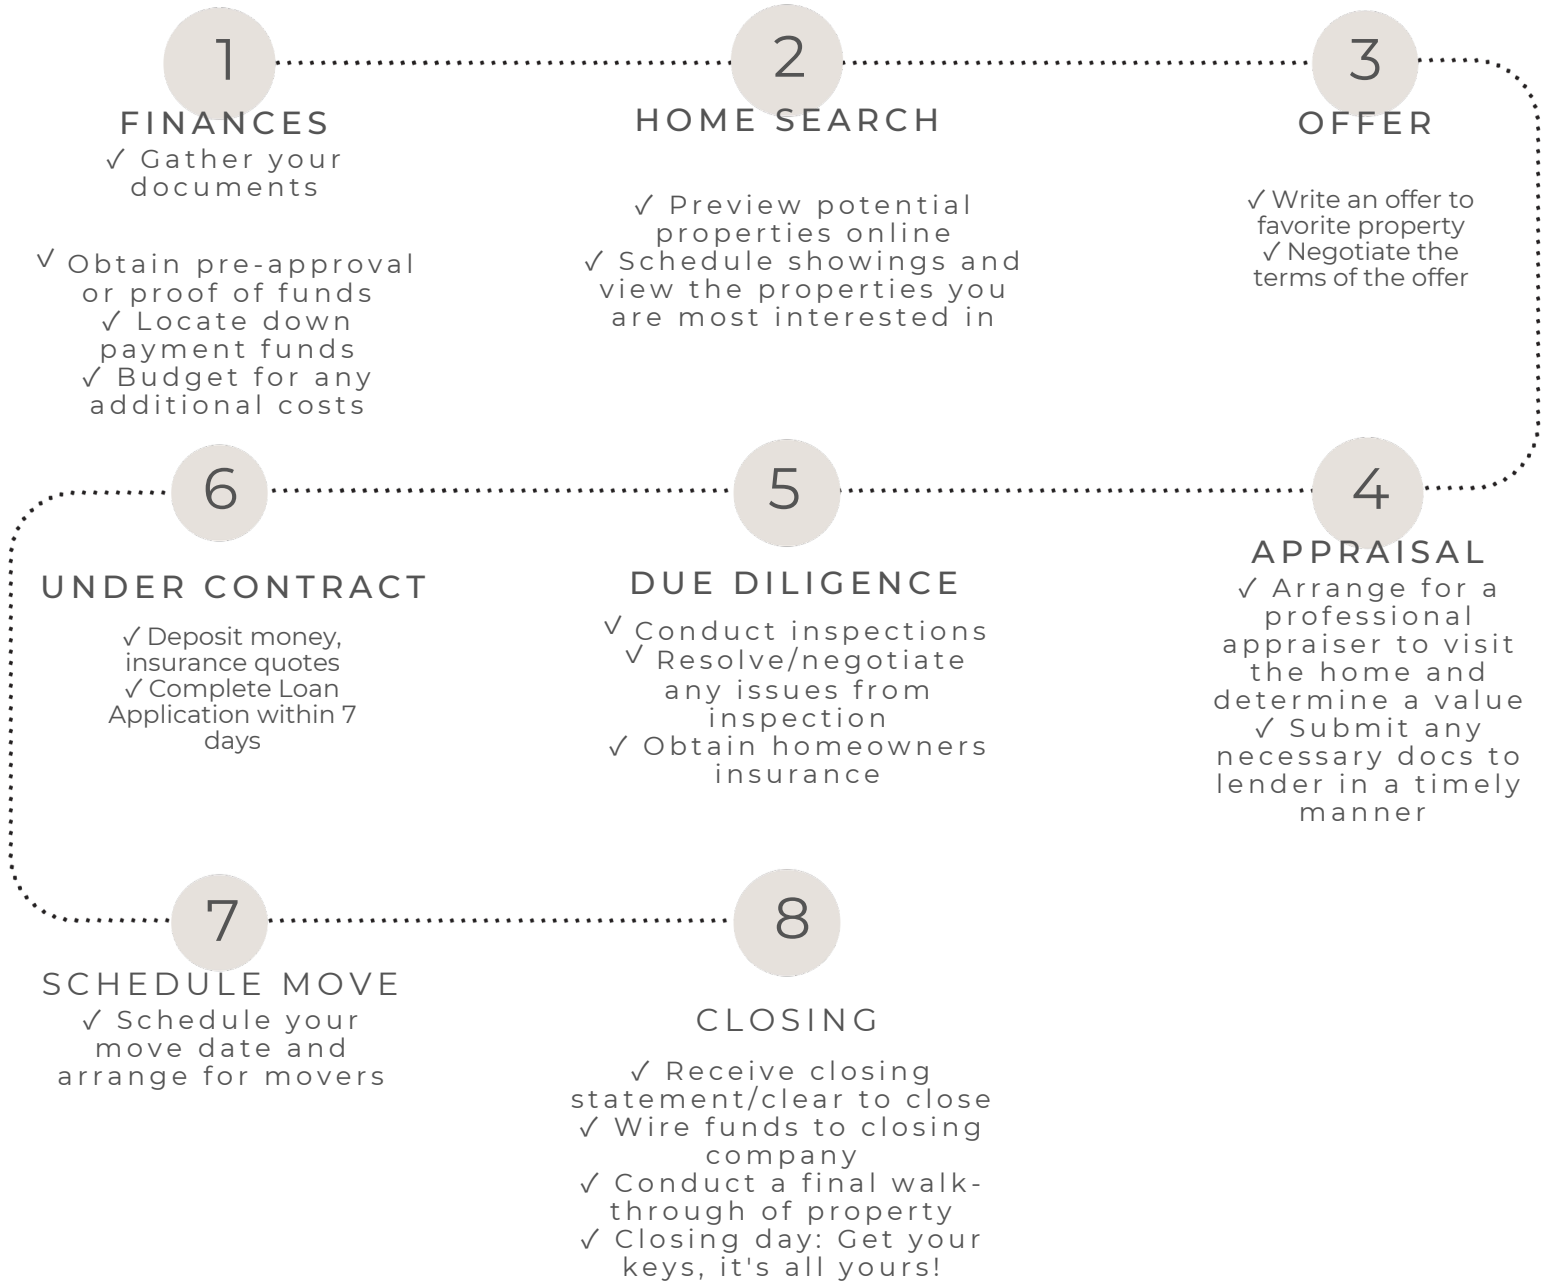 1
FINANCES
✓ Gather your
documents
✓ Obtain pre-approval
or proof of funds
✓ Locate down
payment funds
✓ Budget for any
additional costs
2
HOME SEARCH
✓ Preview potential
properties online
✓ Schedule showings and
view the properties you
are most interested in
3
OFFER
✓ Write an offer to
favorite property
✓ Negotiate the
terms of the offer
4
APPRAISAL
✓ Arrange for a
professional
appraiser to visit
the home and
determine a value
✓ Submit any
necessary docs to
lender in a timely
manner
5
DUE DILIGENCE
✓ Conduct inspections
✓ Resolve/negotiate
any issues from
inspection
✓ Obtain homeowners
insurance
6
UNDER CONTRACT
✓ Deposit money,
insurance quotes
✓ Complete Loan
Application within 7
days
7
SCHEDULE MOVE
✓ Schedule your
move date and
arrange for movers
8
CLOSING
✓ Receive closing
statement/clear to close
✓ Wire funds to closing
company
✓ Conduct a final walk-
through of property
✓ Closing day: Get your
keys, it's all yours!